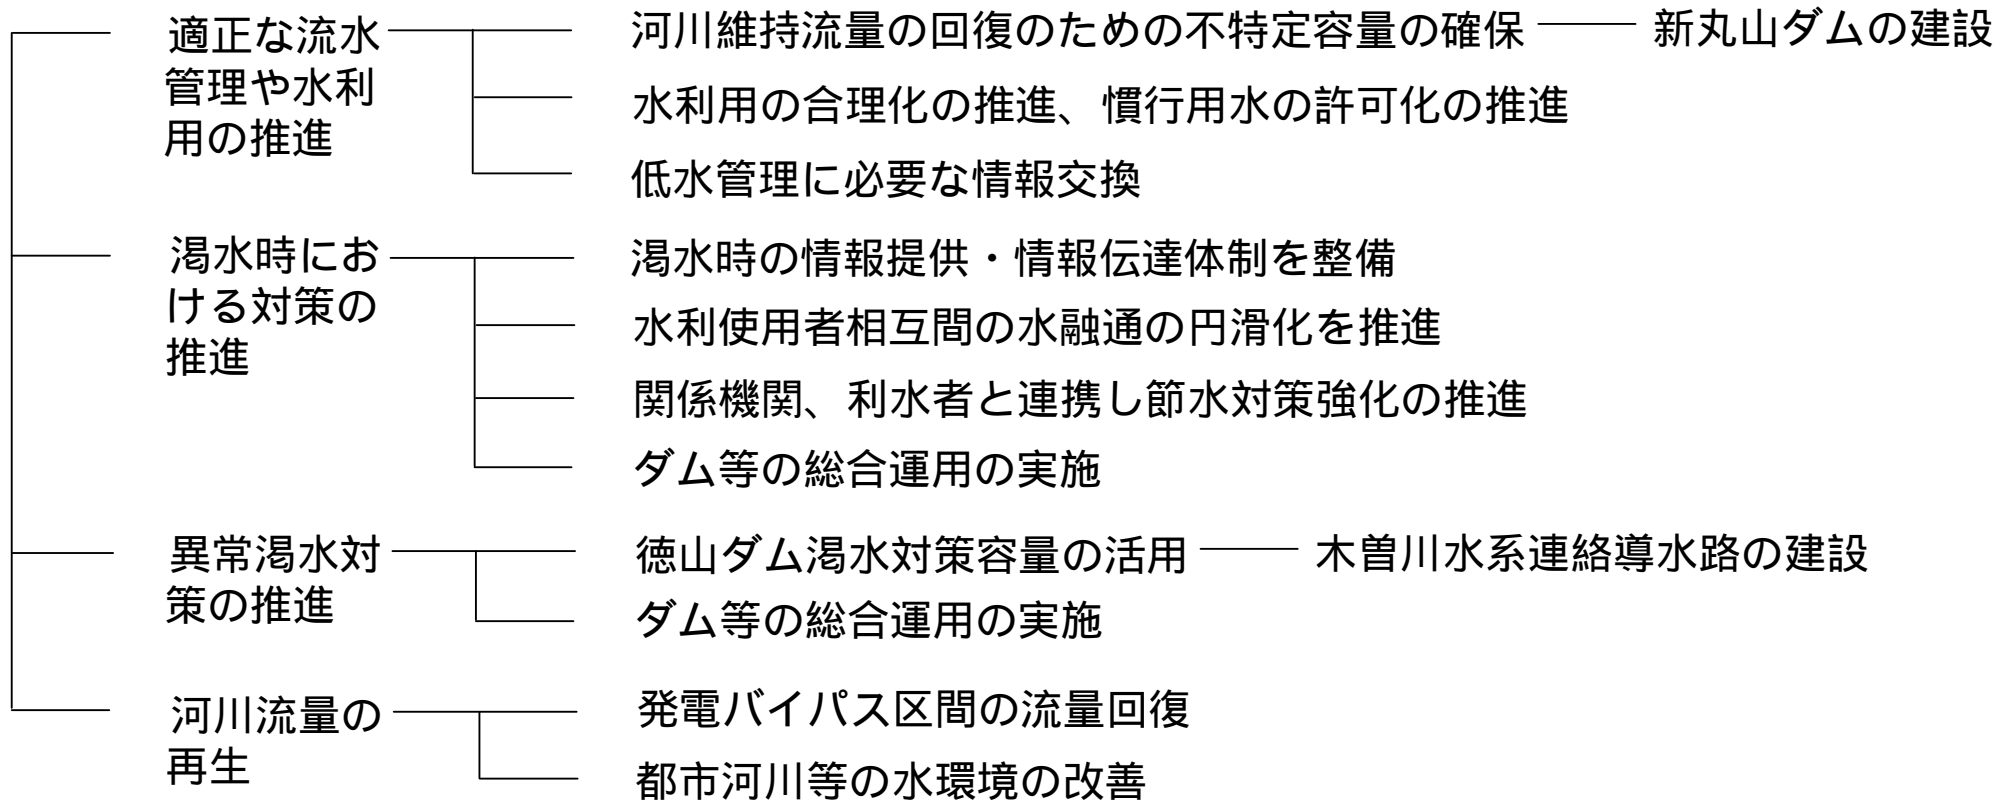 適正な流水
管理や水利
用の推進
河川維持流量の回復のための不特定容量の確保
新丸山ダムの建設
水利用の合理化の推進、慣行用水の許可化の推進
低水管理に必要な情報交換
渇水時にお
ける対策の
推進
渇水時の情報提供・情報伝達体制を整備
水利使用者相互間の水融通の円滑化を推進
関係機関、利水者と連携し節水対策強化の推進
ダム等の総合運用の実施
異常渇水対
策の推進
徳山ダム渇水対策容量の活用
木曽川水系連絡導水路の建設
ダム等の総合運用の実施
河川流量の
再生
発電バイパス区間の流量回復
都市河川等の水環境の改善